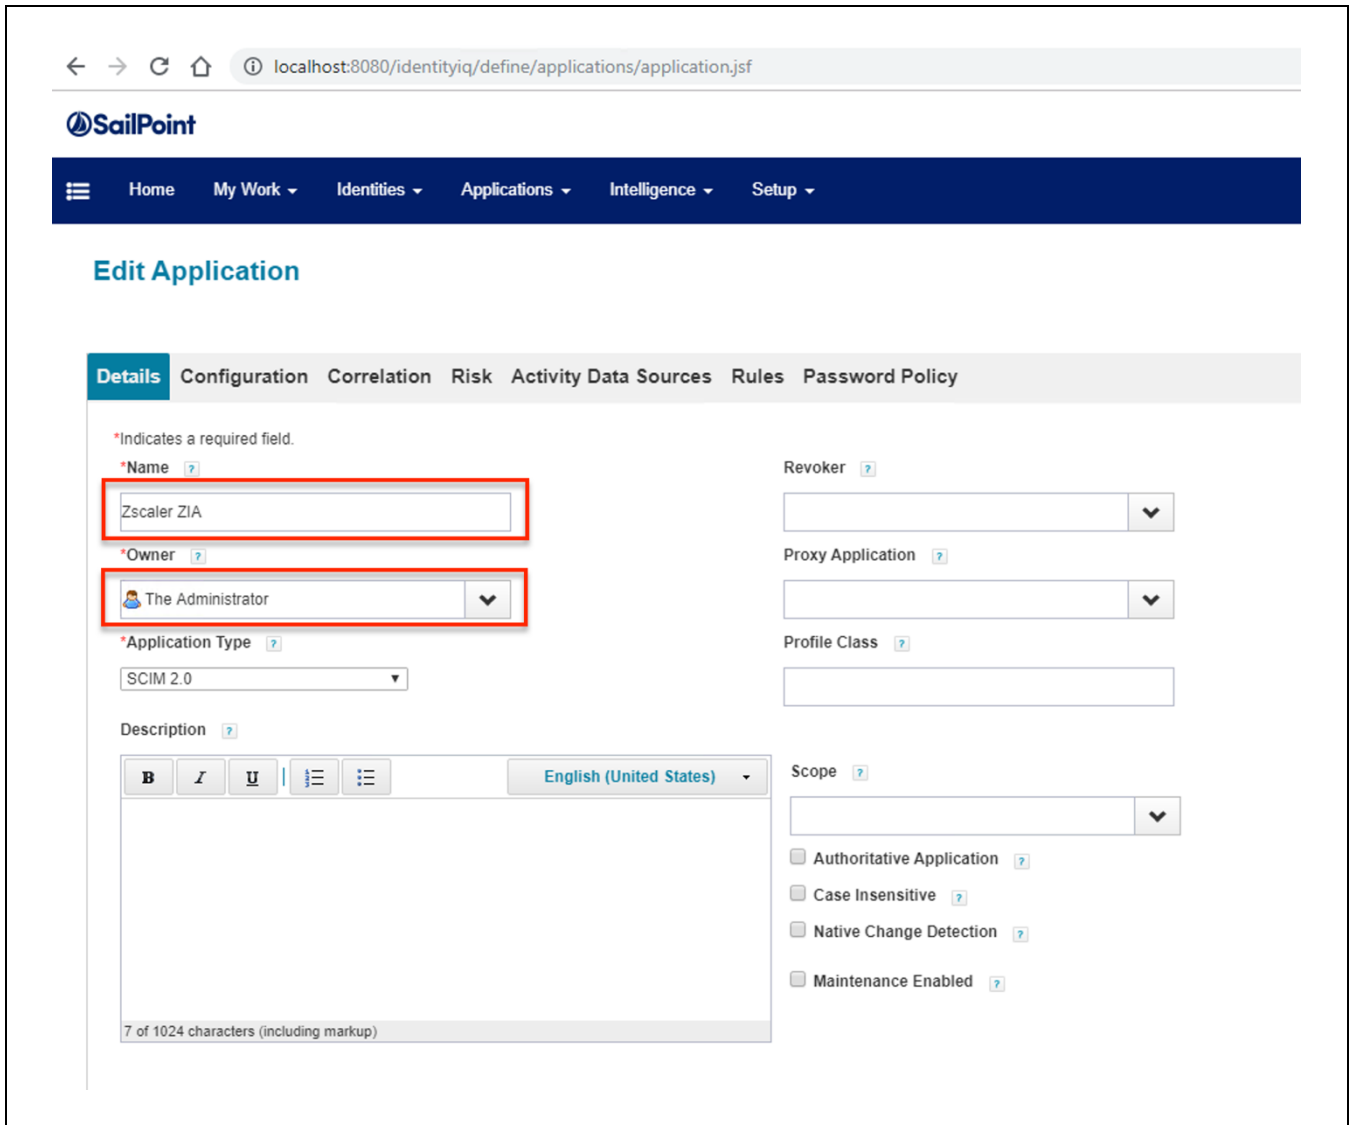 localhost:8080/identityiq/define/applications/application.jsf
SailPoint
Home My Work Identities Applications Intelligence Setup
Edit Application
Details Configuration Correlation Risk Activity Data Sources Rules Password Policy
*Indicates a required field.
*Name ?
Zscaler ZIA
*Owner ?
The Administrator
*Application Type ?
SCIM 2.0
Revoker ?
Proxy Application ?
Profile Class ?
Description ?
B I U English (United States)
7 of 1024 characters (including markup)
Scope ?
Authoritative Application ?
Case Insensitive ?
Native Change Detection ?
Maintenance Enabled ?